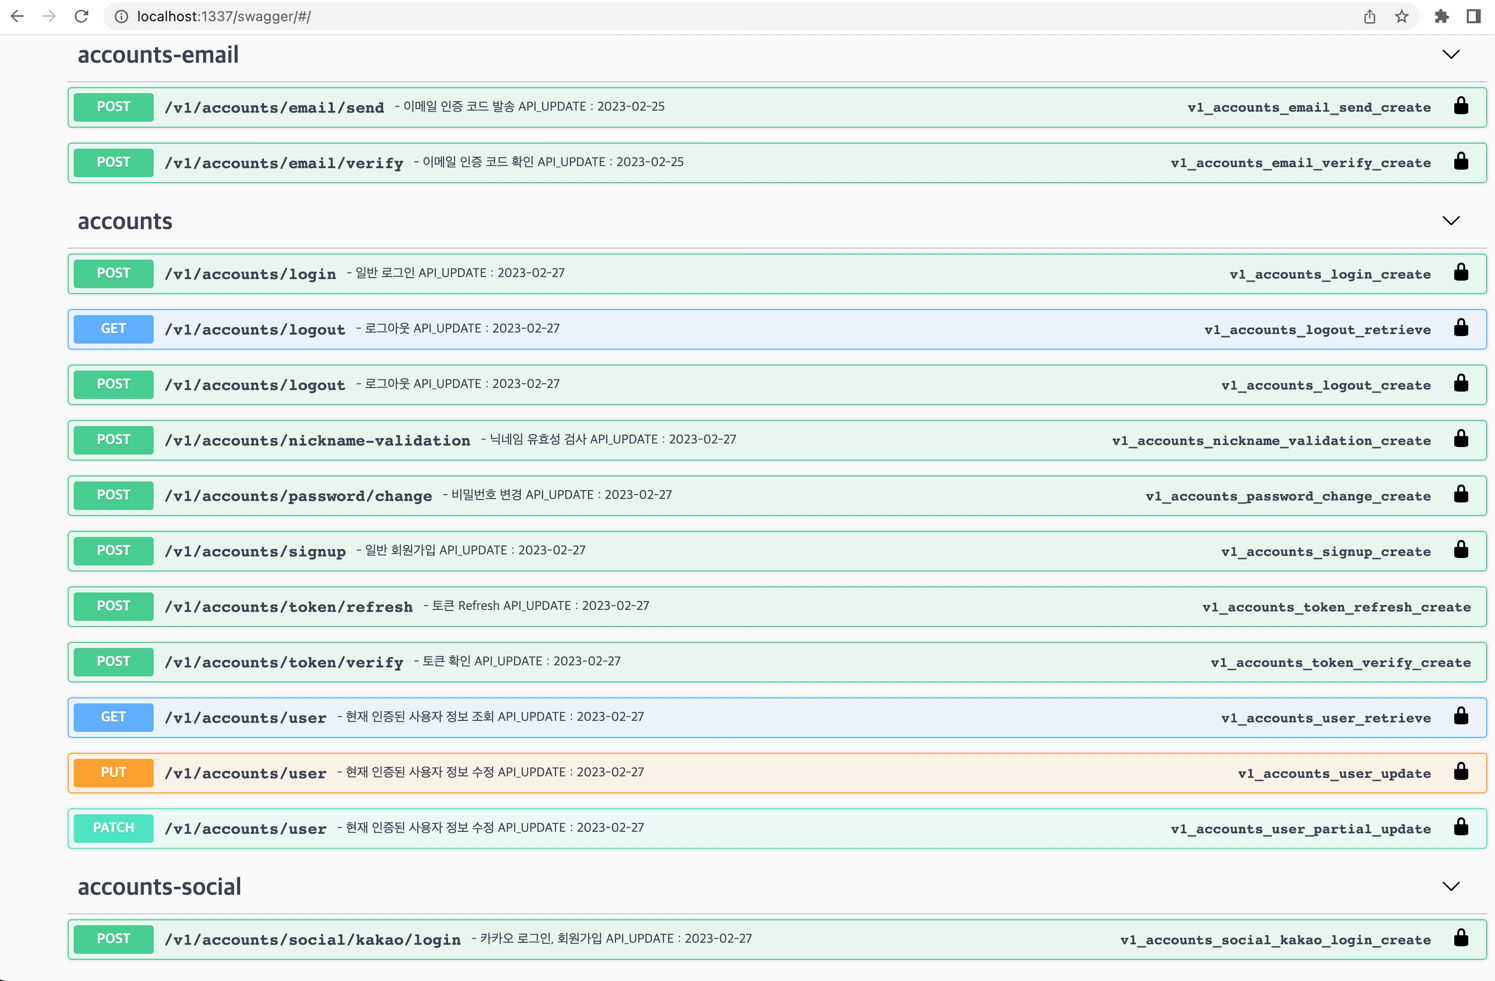 localhost:1337/swagger/#/
accounts-email
POST /v1/accounts/email/send - 이메일 인증 코드 발송 API_UPDATE : 2023-02-25 v1_accounts_email_send_create
POST /v1/accounts/email/verify - 이메일 인증 코드 확인 API_UPDATE : 2023-02-25 v1_accounts_email_verify_create
accounts
POST /v1/accounts/login - 일반 로그인 API_UPDATE : 2023-02-27 v1_accounts_login_create
GET /v1/accounts/logout - 로그아웃 API_UPDATE : 2023-02-27 v1_accounts_logout_retrieve
POST /v1/accounts/logout - 로그아웃 API_UPDATE : 2023-02-27 v1_accounts_logout_create
POST /v1/accounts/nickname-validation - 닉네임 유효성 검사 API_UPDATE : 2023-02-27 v1_accounts_nickname_validation_create
POST /v1/accounts/password/change - 비밀번호 변경 API_UPDATE : 2023-02-27 v1_accounts_password_change_create
POST /v1/accounts/signup - 일반 회원가입 API_UPDATE : 2023-02-27 v1_accounts_signup_create
POST /v1/accounts/token/refresh - 토큰 Refresh API_UPDATE : 2023-02-27 v1_accounts_token_refresh_create
POST /v1/accounts/token/verify - 토큰 확인 API_UPDATE : 2023-02-27 v1_accounts_token_verify_create
GET /v1/accounts/user - 현재 인증된 사용자 정보 조회 API_UPDATE : 2023-02-27 v1_accounts_user_retrieve
PUT /v1/accounts/user - 현재 인증된 사용자 정보 수정 API_UPDATE : 2023-02-27 v1_accounts_user_update
PATCH /v1/accounts/user - 현재 인증된 사용자 정보 수정 API_UPDATE : 2023-02-27 v1_accounts_user_partial_update
accounts-social
POST /v1/accounts/social/kakao/login - 카카오 로그인, 회원가입 API_UPDATE : 2023-02-27 v1_accounts_social_kakao_login_create